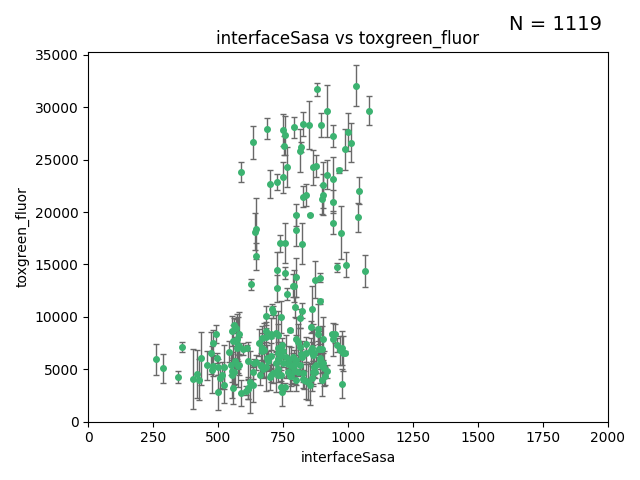 N = 1119
interfaceSasa vs toxgreen_fluor
35000
30000
25000
20000
15000
10000
5000
0
toxgreen_fluor
0 250 500 750 1000 1250 1500 1750 2000
interfaceSasa